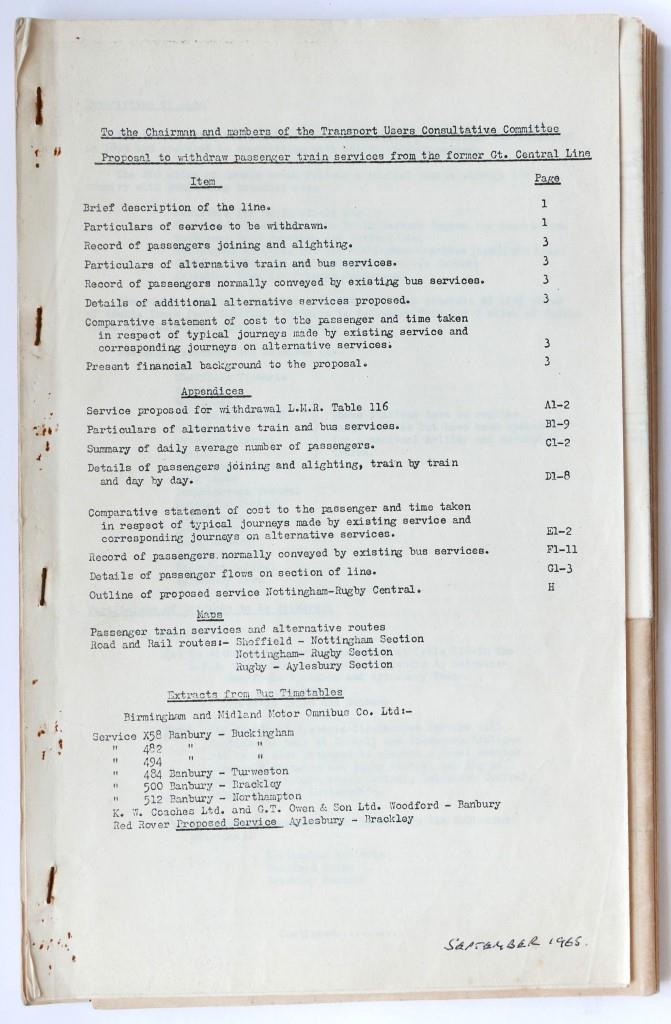 To the Chairman and members of the Transport Users Consultative Committee
Proposal to withdraw passenger train services from the former Gt. Central Line
Item Page
Brief description of the line. 1
Particulars of service to be withdrawn. 1
Record of passengers joining and alighting. 3
Particulars of alternative train and bus services. 3
Record of passengers normally conveyed by existing bus services. 3
Details of additional alternative services proposed. 3
Comparative statement of cost to the passenger and time taken
in respect of typical journeys made by existing service and
corresponding journeys on alternative services. 3
Present financial background to the proposal. 3
Appendices
Service proposed for withdrawal L.M.R. Table 116 A1-2
Particulars of alternative train and bus services. B1-9
Summary of daily average number of passengers. C1-2
Details of passengers joining and alighting, train by train
and day by day. D1-8
Comparative statement of cost to the passenger and time taken
in respect of typical journeys made by existing service and
corresponding journeys on alternative services. E1-2
Record of passengers normally conveyed by existing bus services. F1-11
Details of passenger flows on section of line. G1-3
Outline of proposed service Nottingham-Rugby Central. H
Maps
Passenger train services and alternative routes
Road and Rail routes:- Sheffield - Nottingham Section
Nottingham- Rugby Section
Rugby - Aylesbury Section
Extracts from Bus Timetables
Birmingham and Midland Motor Omnibus Co. Ltd:-
Service X58 Banbury - Buckingham
" 482 " "
" 494 " "
" 484 Banbury - Turweston
" 500 Banbury - Brackley
" 512 Banbury - Northampton
K. W. Coaches Ltd. and G.T. Owen & Son Ltd. Woodford - Banbury
Red Rover Proposed Service Aylesbury - Brackley
SEPTEMBER 1965.